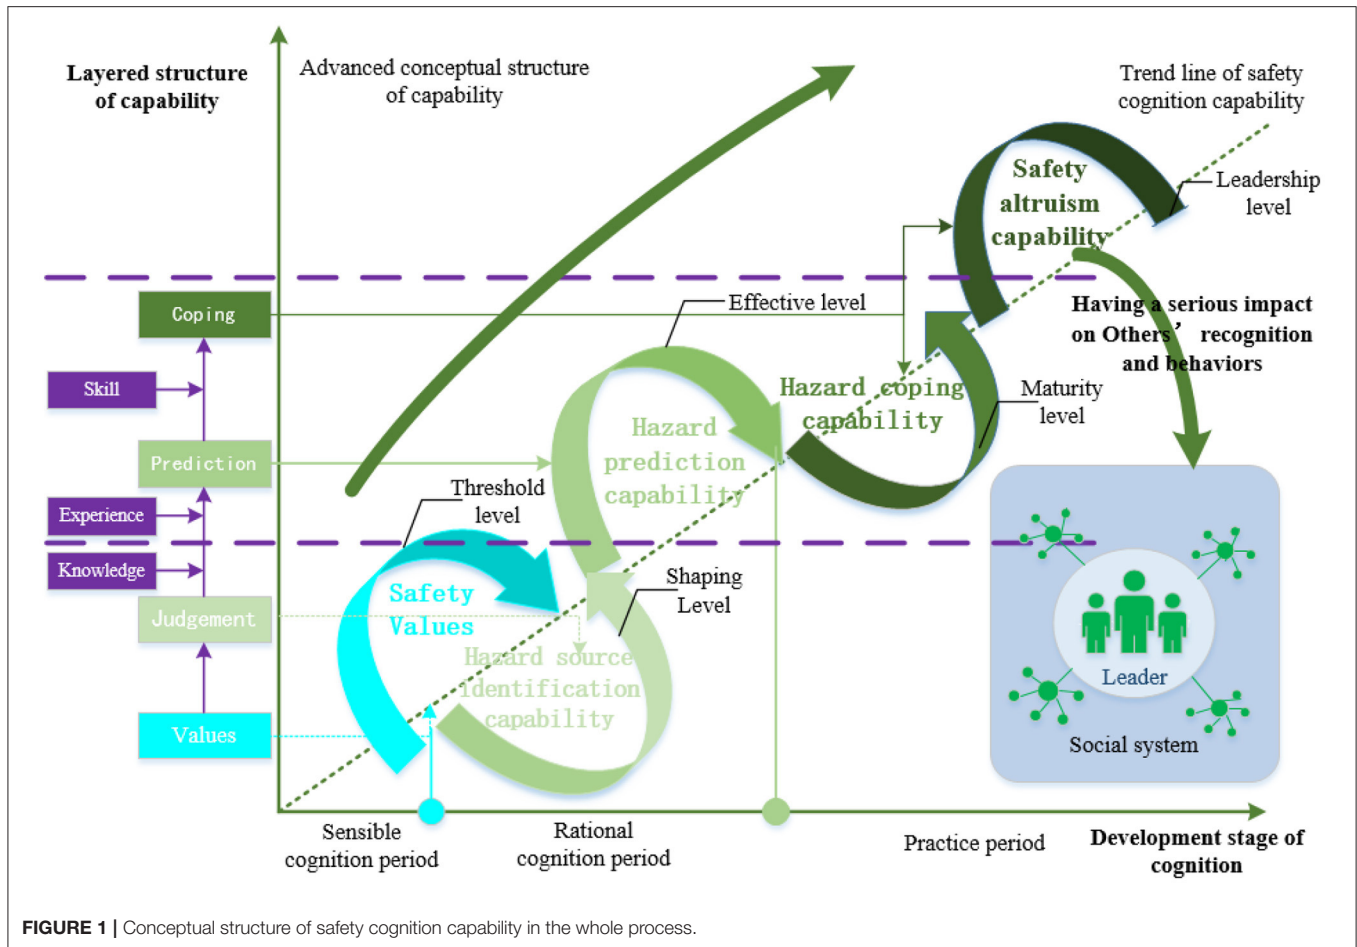 Layered structure
of capability
Advanced conceptual structure
of capability
Trend line of safety
cognition capability
Safety
altruism
capability
Leadership
level
Coping
Effective level
Having a serious impact
on Others’ recognition
and behaviors
Skill
Hazard coping
capability
Maturity
level
Prediction
Hazard
prediction
capability
Threshold
level
Experience
Knowledge
Shaping
Level
Safety
Values
Judgement
Hazard source
identification
capability
Leader
Values
Social system
Sensible
cognition period
Rational
cognition period
Practice period
Development stage of
cognition
FIGURE 1 | Conceptual structure of safety cognition capability in the whole process.